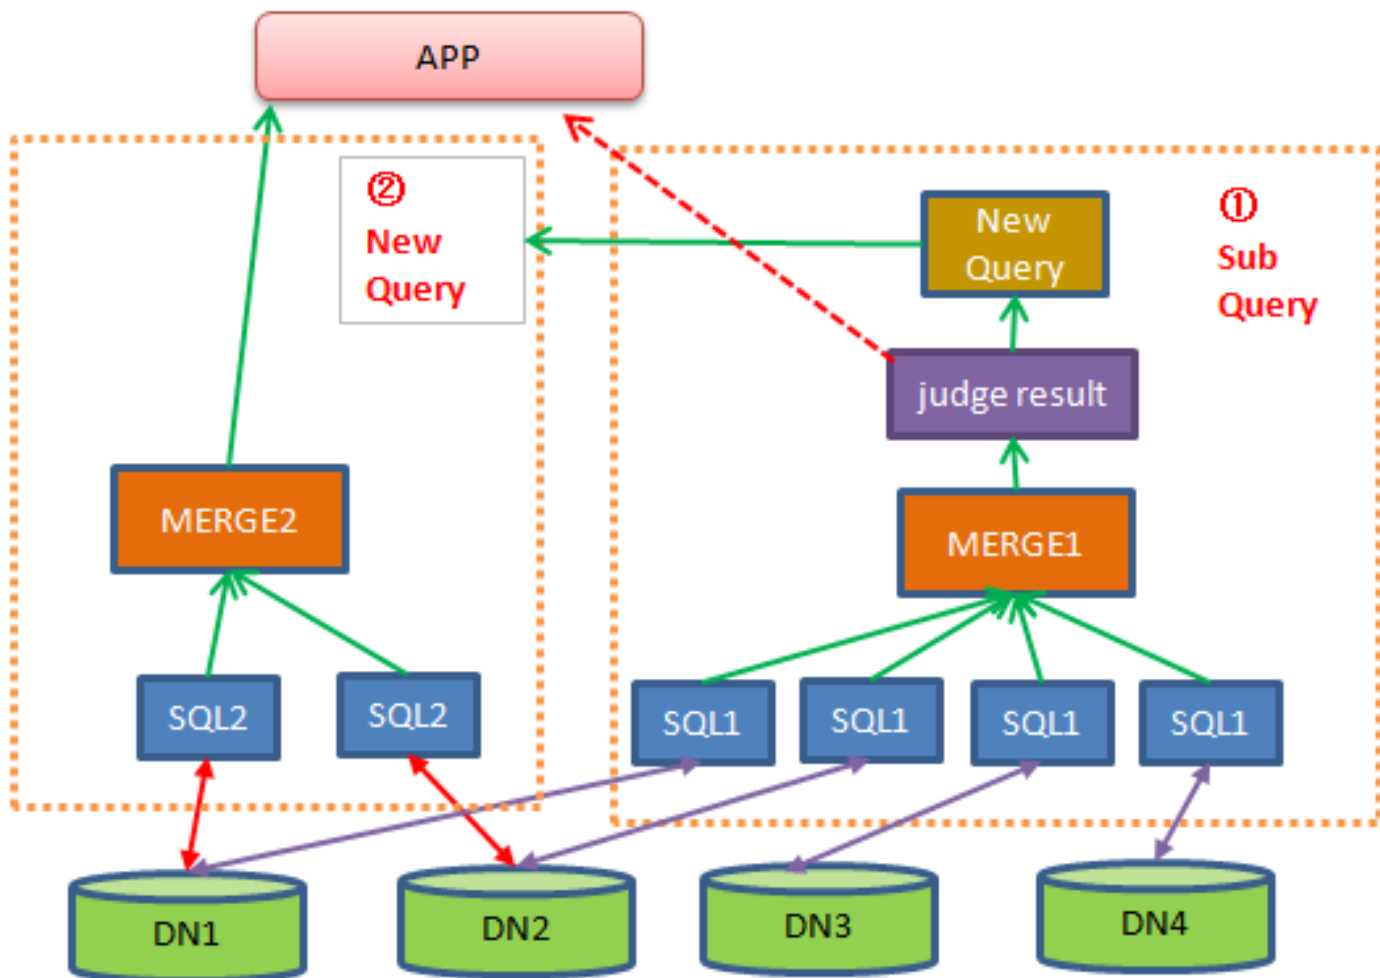 APP
②
New
Query
New
Query
①
Sub
Query
judge result
MERGE2
MERGE1
SQL2
SQL2
SQL1
SQL1
SQL1
SQL1
DN1
DN2
DN3
DN4